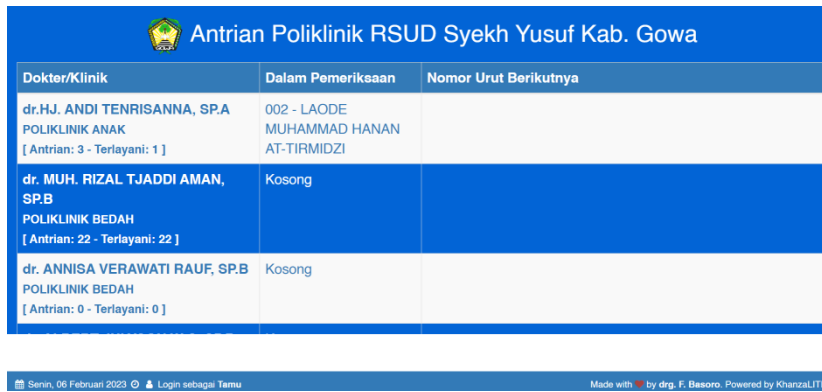 Antrian Poliklinik RSUD Syekh Yusuf Kab. Gowa
Dokter/Klinik Dalam Pemeriksaan Nomor Urut Berikutnya
dr.HJ. ANDI TENRISANNA, SP.A
POLIKLINIK ANAK
[ Antrian: 3 - Terlayani: 1 ]
002 - LAODE
MUHAMMAD HANAN
AT-TIRMIDZI
dr. MUH. RIZAL TJADDI AMAN,
SP.B
POLIKLINIK BEDAH
[ Antrian: 22 - Terlayani: 22 ]
Kosong
dr. ANNISA VERAWATI RAUF, SP.B
POLIKLINIK BEDAH
[ Antrian: 0 - Terlayani: 0 ]
Kosong
Senin, 06 Februari 2023 Login sebagai Tamu
Made with by drg. F. Basoro. Powered by KhanzaLIT